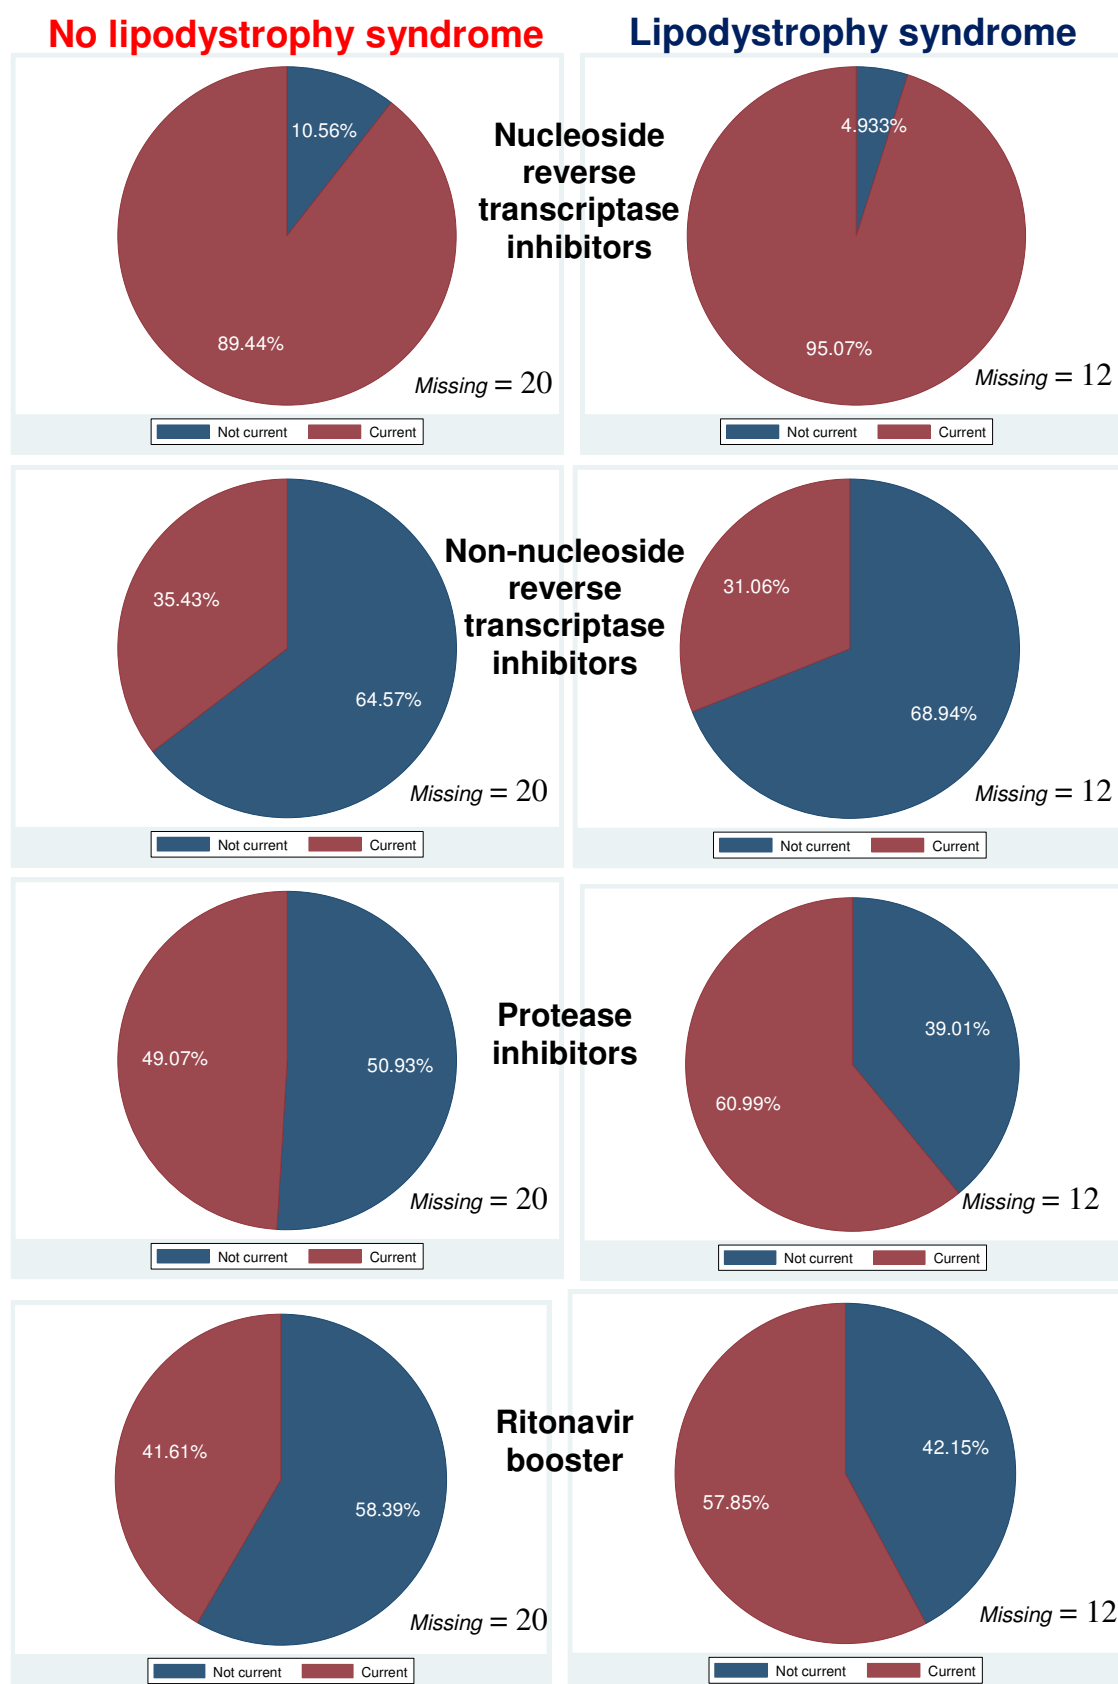 No lipodystrophy syndrome
Lipodystrophy syndrome
10.56%
89.44%
Missing = 20
Not current
Current
Nucleoside
reverse
transcriptase
inhibitors
4.933%
95.07%
Missing = 12
Not current
Current
35.43%
64.57%
Missing = 20
Not current
Current
Non-nucleoside
reverse
transcriptase
inhibitors
31.06%
68.94%
Missing = 12
Not current
Current
49.07%
50.93%
Missing = 20
Not current
Current
Protease
inhibitors
39.01%
60.99%
Missing = 12
Not current
Current
41.61%
58.39%
Missing = 20
Not current
Current
Ritonavir
booster
42.15%
57.85%
Missing = 12
Not current
Current